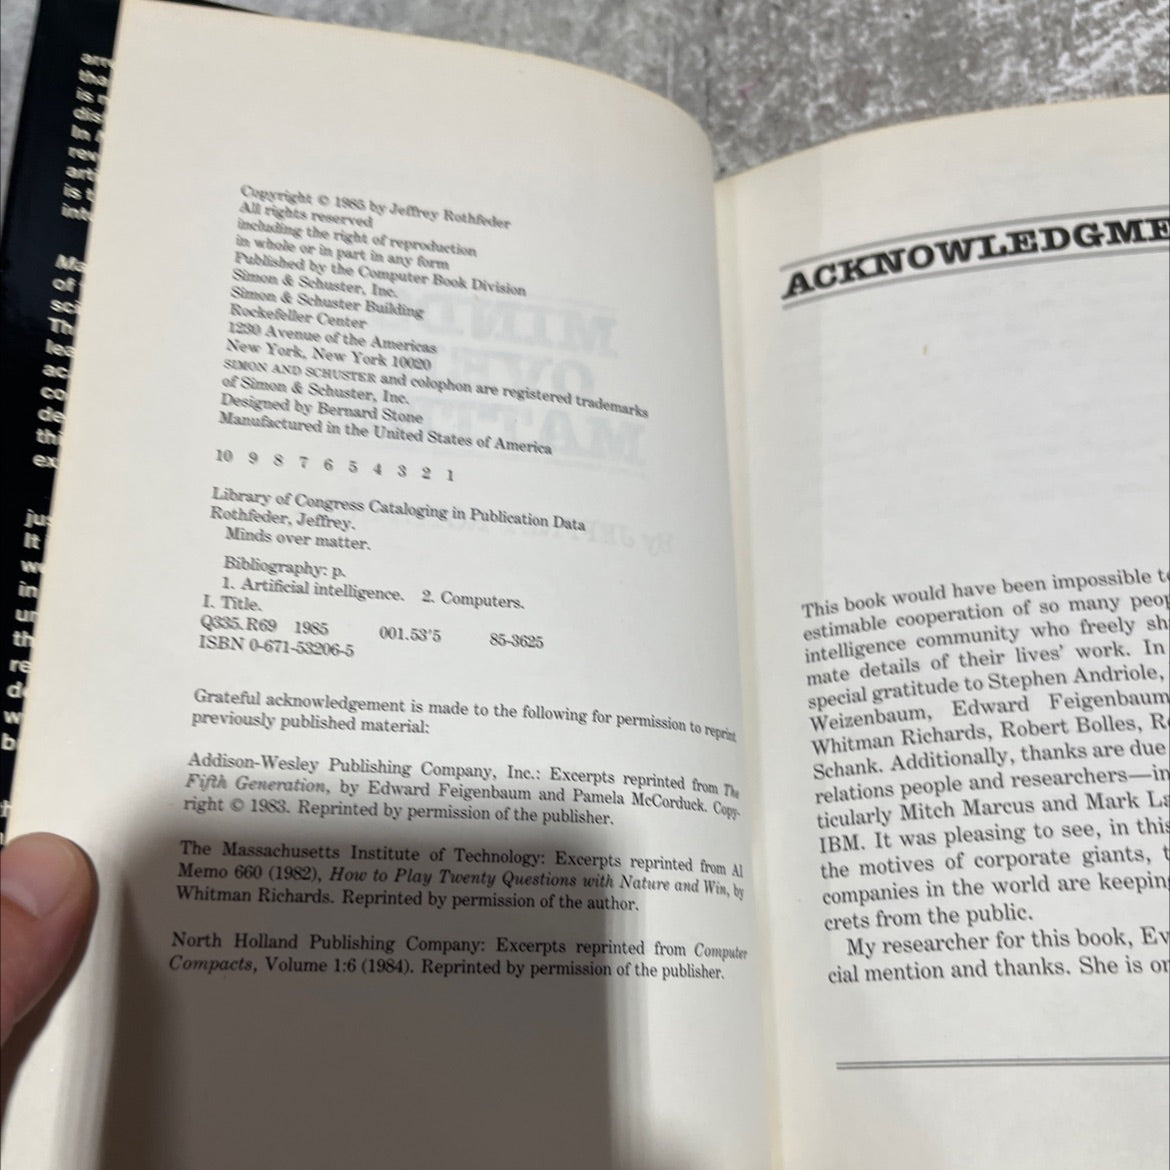 Copyright © 1985 by Jeffrey Rothfeder
All rights reserved
including the right of reproduction
in whole or in part in any form
Published by the Computer Book Division
Simon & Schuster, Inc.
Simon & Schuster Building
Rockefeller Center
1230 Avenue of the Americas
New York, New York 10020
SIMON AND SCHUSTER and colophon are registered trademarks
of Simon & Schuster, Inc.
Designed by Bernard Stone
Manufactured in the United States of America
10 9 8 7 6 5 4 3 2 1
Library of Congress Cataloging in Publication Data
Rothfeder, Jeffrey.
Minds over matter.
Bibliography: p.
1. Artificial intelligence. 2. Computers.
I. Title.
Q335.R69 1985 001.53'5 85-3625
ISBN 0-671-53206-5
Grateful acknowledgement is made to the following for permission to reprint
previously published material:
Addison-Wesley Publishing Company, Inc.: Excerpts reprinted from The
Fifth Generation, by Edward Feigenbaum and Pamela McCorduck. Copy-
right © 1983. Reprinted by permission of the publisher.
The Massachusetts Institute of Technology: Excerpts reprinted from AI
Memo 660 (1982), How to Play Twenty Questions with Nature and Win, by
Whitman Richards. Reprinted by permission of the author.
North Holland Publishing Company: Excerpts reprinted from Computer
Compacts, Volume 1:6 (1984). Reprinted by permission of the publisher.
ACKNOWLEDGME
This book would have been impossible
estimable cooperation of so many
intelligence community who freely
mate details of their lives' work. In
special gratitude to Stephen Andriole,
Weizenbaum, Edward Feigenbaum
Whitman Richards, Robert Bolles,
Schank. Additionally, thanks are due
relations people and researchers—in
ticularly Mitch Marcus and Mark
IBM. It was pleasing to see, in this
the motives of corporate giants,
companies in the world are keeping
crets from the public.
My researcher for this book,
cial mention and thanks. She is